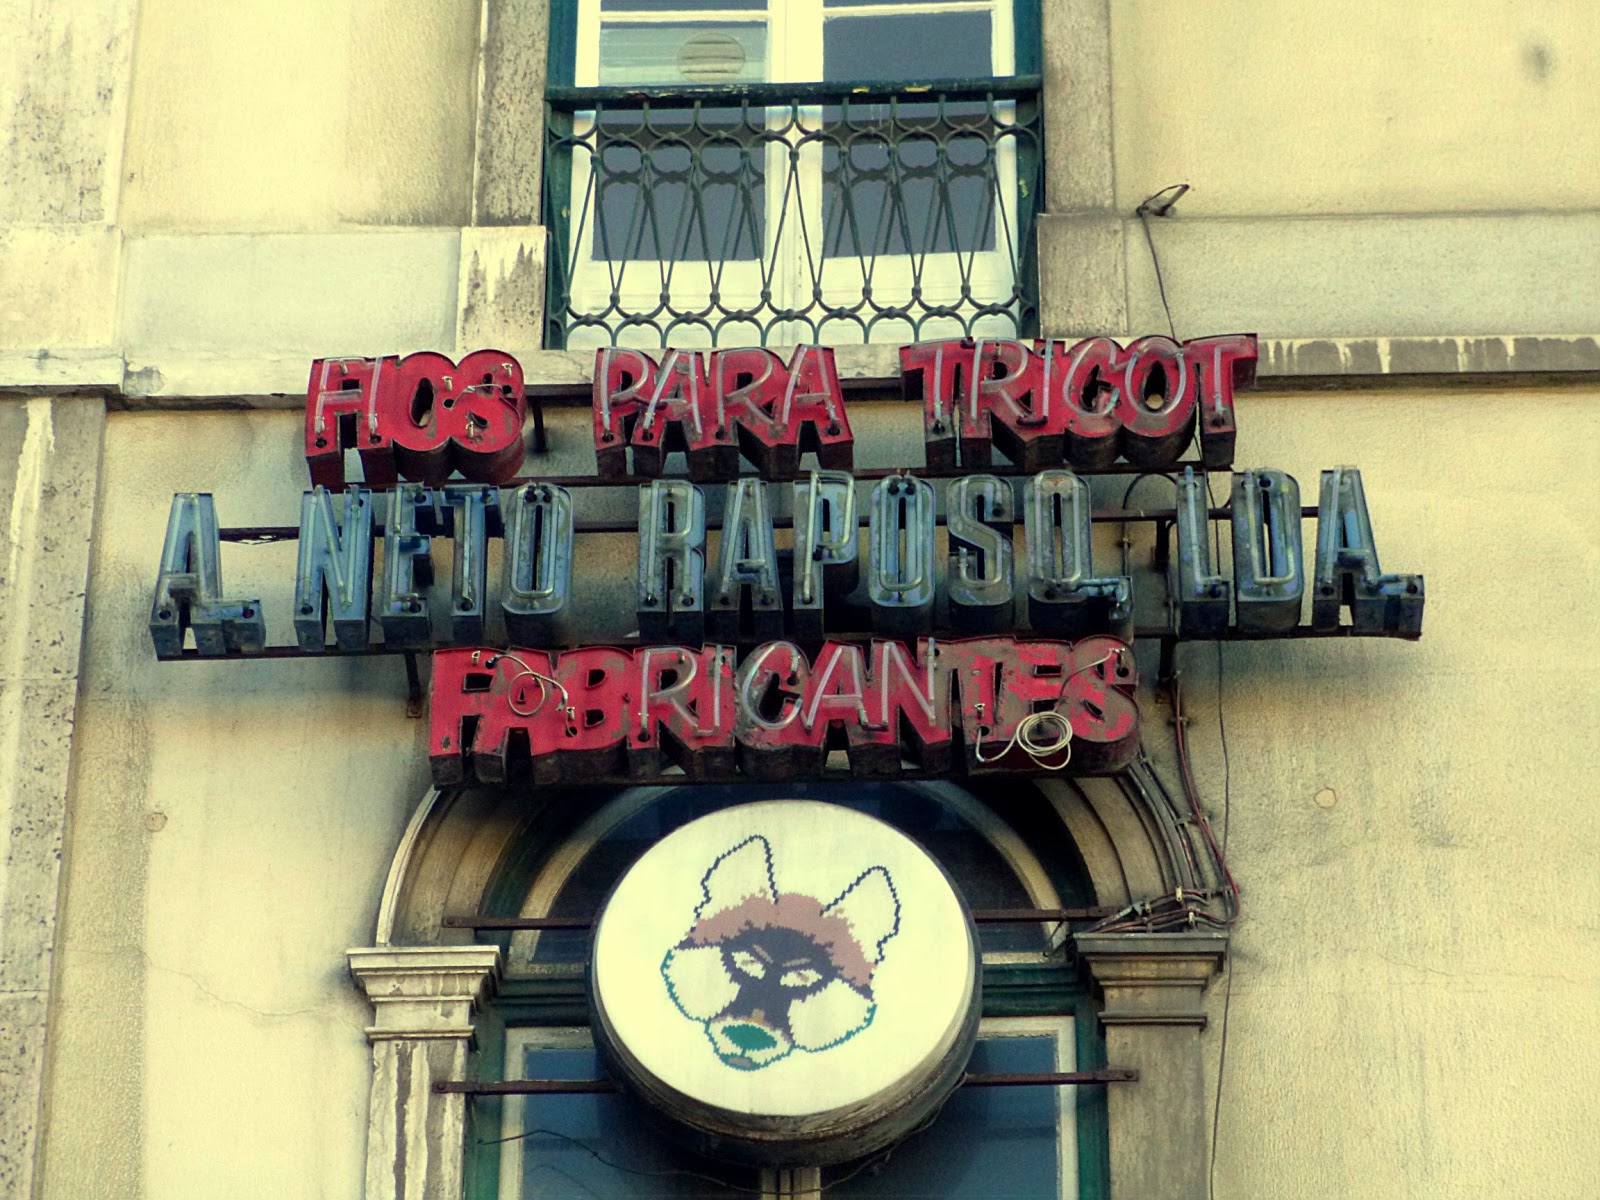 FIOS PARA TRICOT
A. NETO RAPOSO, LDA.
FABRICANTES